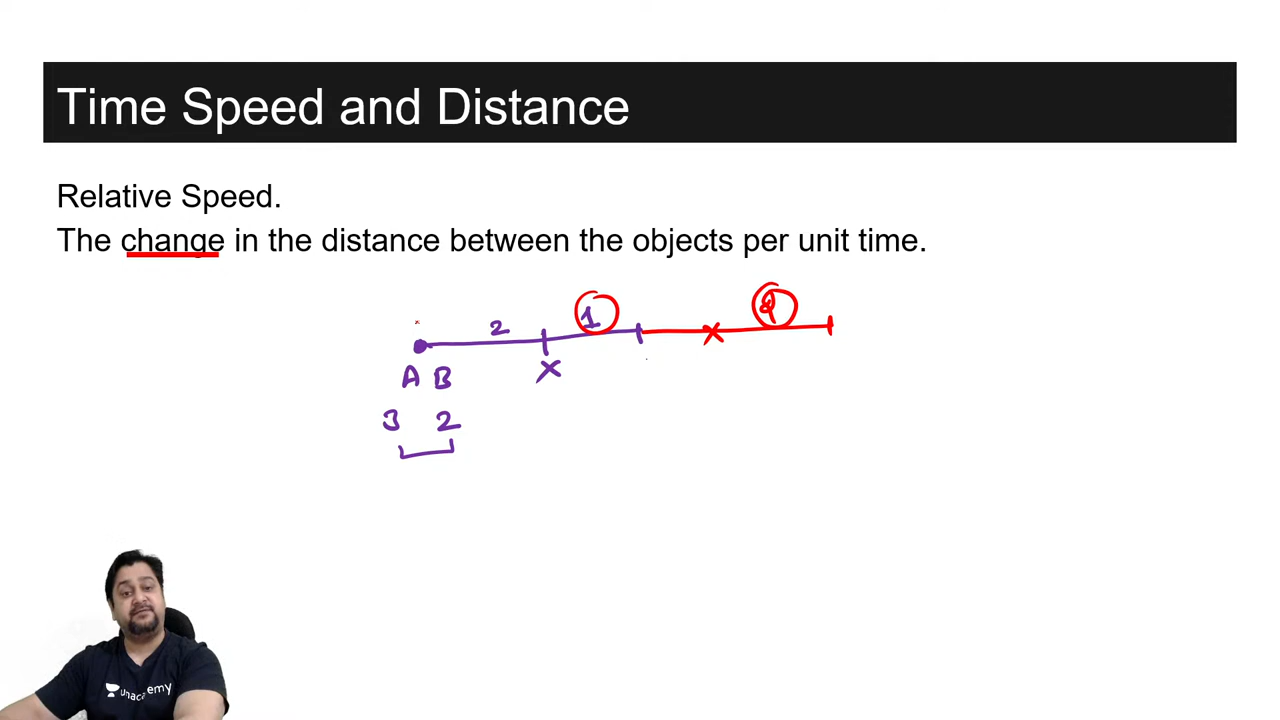 Time Speed and Distance
Relative Speed.
The change in the distance between the objects per unit time.
2 1
A B
3 2
unacademy